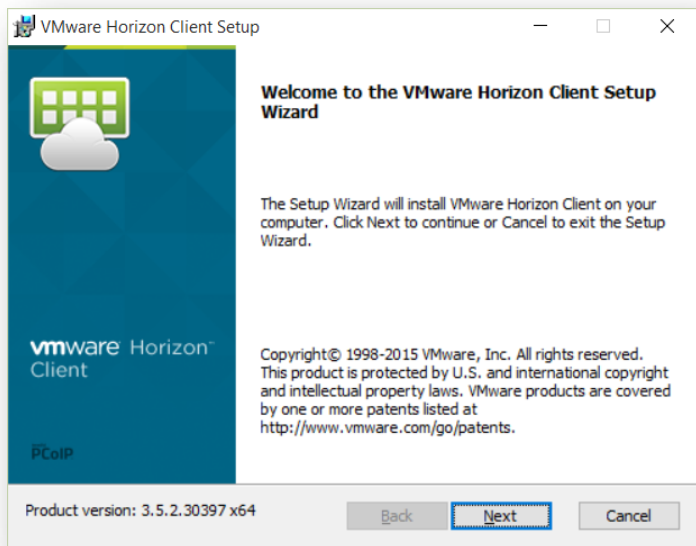 VMware Horizon Client Setup
Welcome to the VMware Horizon Client Setup
Wizard
The Setup Wizard will install VMware Horizon Client on your
computer. Click Next to continue or Cancel to exit the Setup
Wizard.
vmware Horizon™
Client
Copyright© 1998-2015 VMware, Inc. All rights reserved.
This product is protected by U.S. and international copyright
and intellectual property laws. VMware products are covered
by one or more patents listed at
http://www.vmware.com/go/patents.
PCoIP
Product version: 3.5.2.30397 x64
Back
Next
Cancel